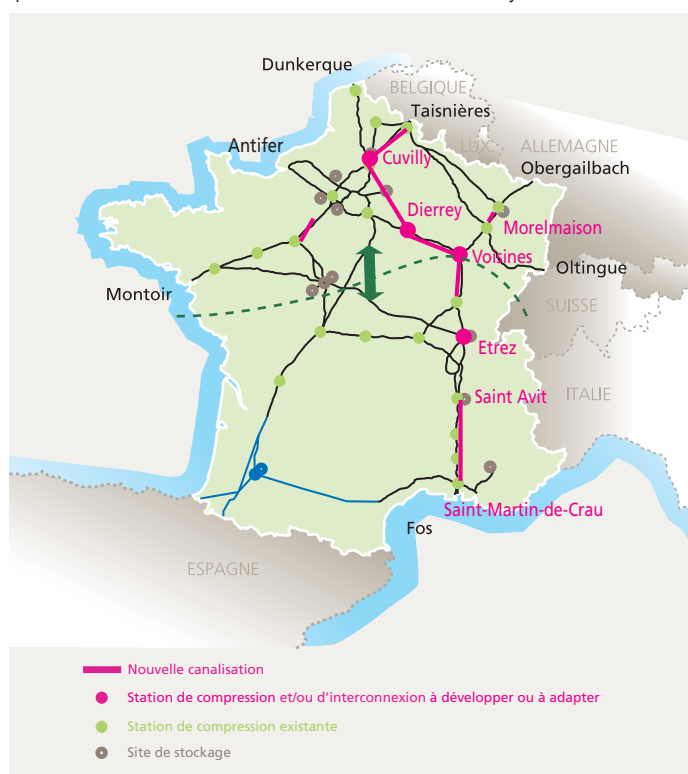 Dunkerque
BELGIQUE
Taisnières
Antifer
LUX.
ALLEMAGNE
Cuvilly
Obergailbach
Dierrey
Morelmaison
Voisines
Oltingue
Montoir
SUISSE
Etrez
ITALIE
Saint Avit
Saint-Martin-de-Crau
Fos
ESPAGNE
Nouvelle canalisation
Station de compression et/ou d'interconnexion à développer ou à adapter
Station de compression existante
Site de stockage